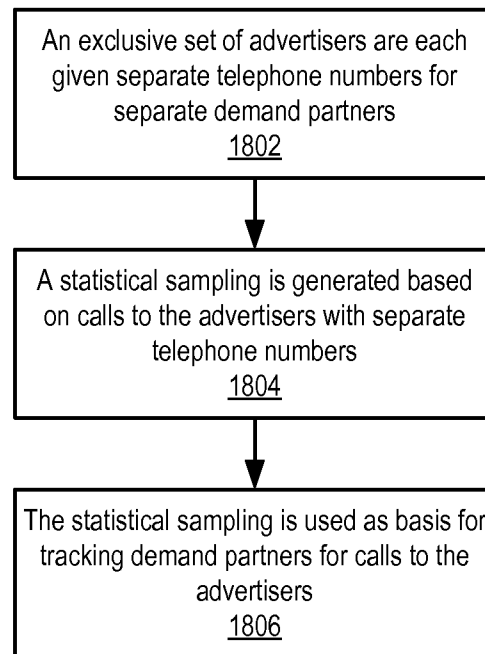 An exclusive set of advertisers are each
given separate telephone numbers for
separate demand partners
1802
A statistical sampling is generated based
on calls to the advertisers with separate
telephone numbers
1804
The statistical sampling is used as basis for
tracking demand partners for calls to the
advertisers
1806